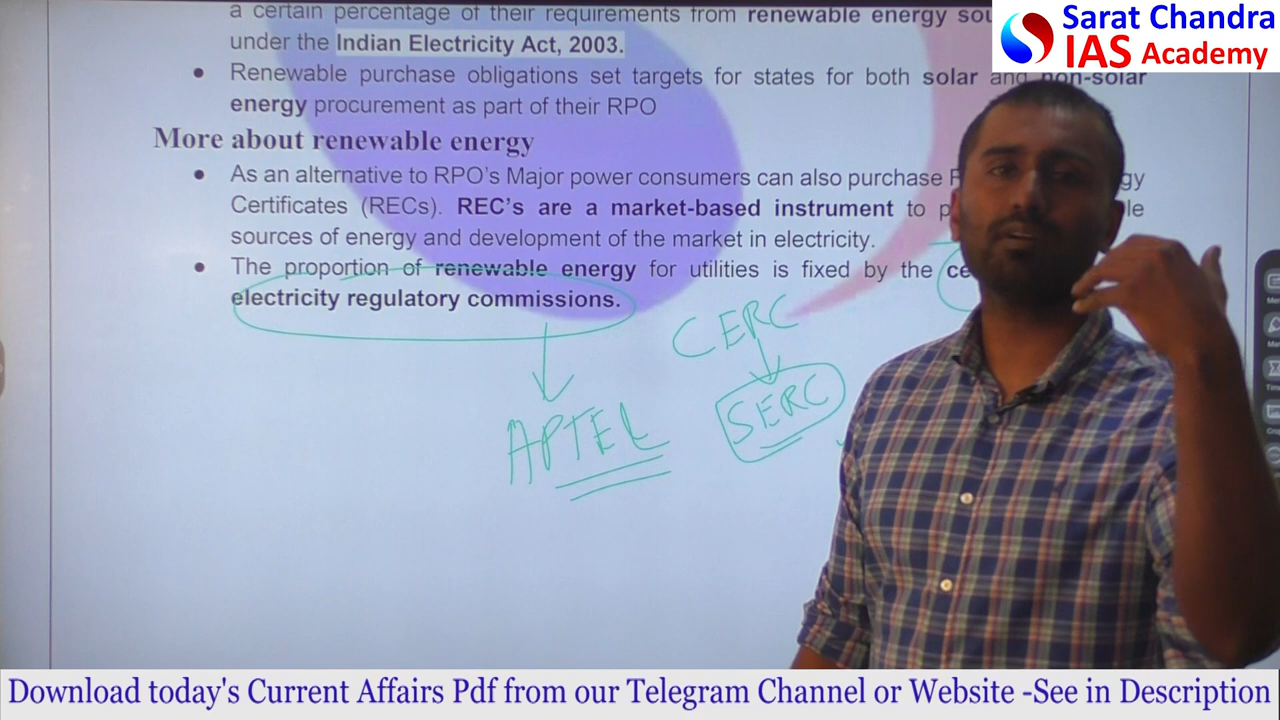 a certain percentage of their requirements from renewable energy sou
under the Indian Electricity Act, 2003.
Sarat Chandra
IAS Academy
• Renewable purchase obligations set targets for states for both solar and non-solar
energy procurement as part of their RPO
More about renewable energy
• As an alternative to RPO's Major power consumers can also purchase R gy
Certificates (RECs). REC's are a market-based instrument to p le
sources of energy and development of the market in electricity.
• The proportion of renewable energy for utilities is fixed by the ce
electricity regulatory commissions.
CERC
SERC
APTEL
Download today's Current Affairs Pdf from our Telegram Channel or Website -See in Description